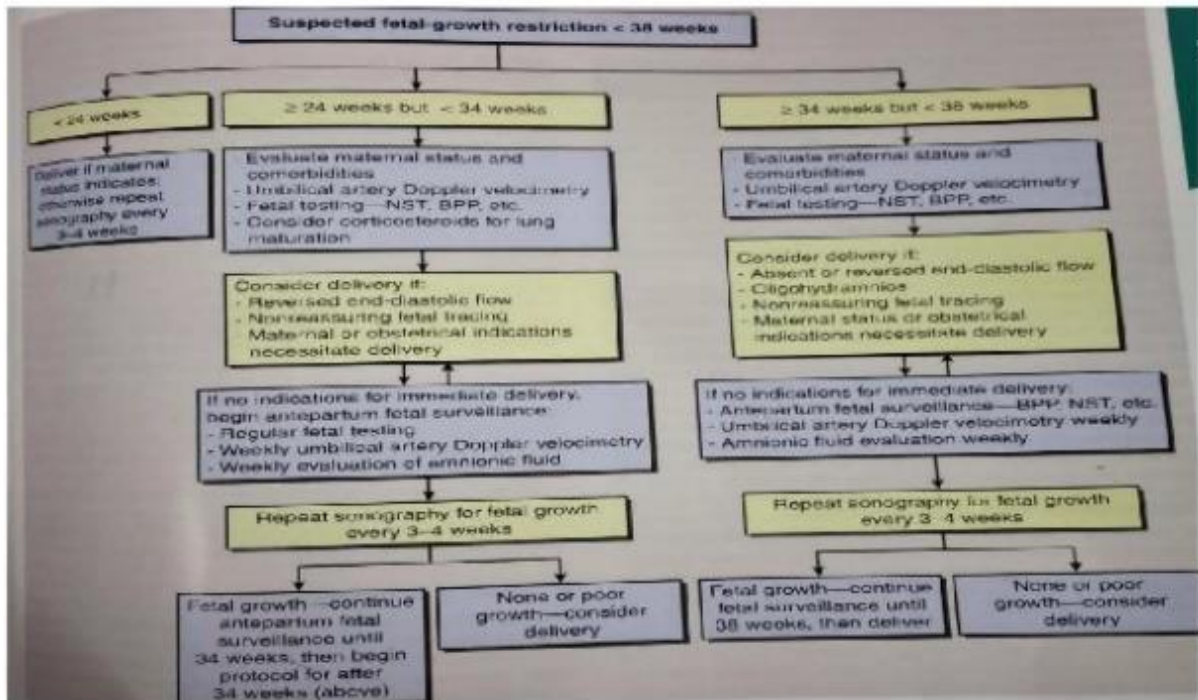 Suspected fetal-growth restriction < 38 weeks
< 24 weeks
Deliver if maternal
status indicates;
otherwise repeat
sonography every
3–4 weeks
≥ 24 weeks but < 34 weeks
- Evaluate maternal status and
comorbidities
- Umbilical artery Doppler velocimetry
- Fetal testing—NST, BPP, etc.
- Consider corticosteroids for lung
maturation
Consider delivery if:
- Reversed end-diastolic flow
- Nonreassuring fetal tracing
- Maternal or obstetrical indications
necessitate delivery
If no indications for immediate delivery,
begin antepartum fetal surveillance:
- Regular fetal testing
- Weekly umbilical artery Doppler velocimetry
- Weekly evaluation of amnionic fluid
Repeat sonography for fetal growth
every 3–4 weeks
Fetal growth—continue
antepartum fetal
surveillance until
34 weeks, then begin
protocol for after
34 weeks (above)
None or poor
growth—consider
delivery
≥ 34 weeks but < 38 weeks
- Evaluate maternal status and
comorbidities
- Umbilical artery Doppler velocimetry
- Fetal testing—NST, BPP, etc.
Consider delivery if:
- Absent or reversed end-diastolic flow
- Oligohydramnios
- Nonreassuring fetal tracing
- Maternal status or obstetrical
indications necessitate delivery
If no indications for immediate delivery:
- Antepartum fetal surveillance—BPP, NST, etc.
- Umbilical artery Doppler velocimetry weekly
- Amnionic fluid evaluation weekly
Repeat sonography for fetal growth
every 3–4 weeks
Fetal growth—continue
fetal surveillance until
38 weeks, then deliver
None or poor
growth—consider
delivery